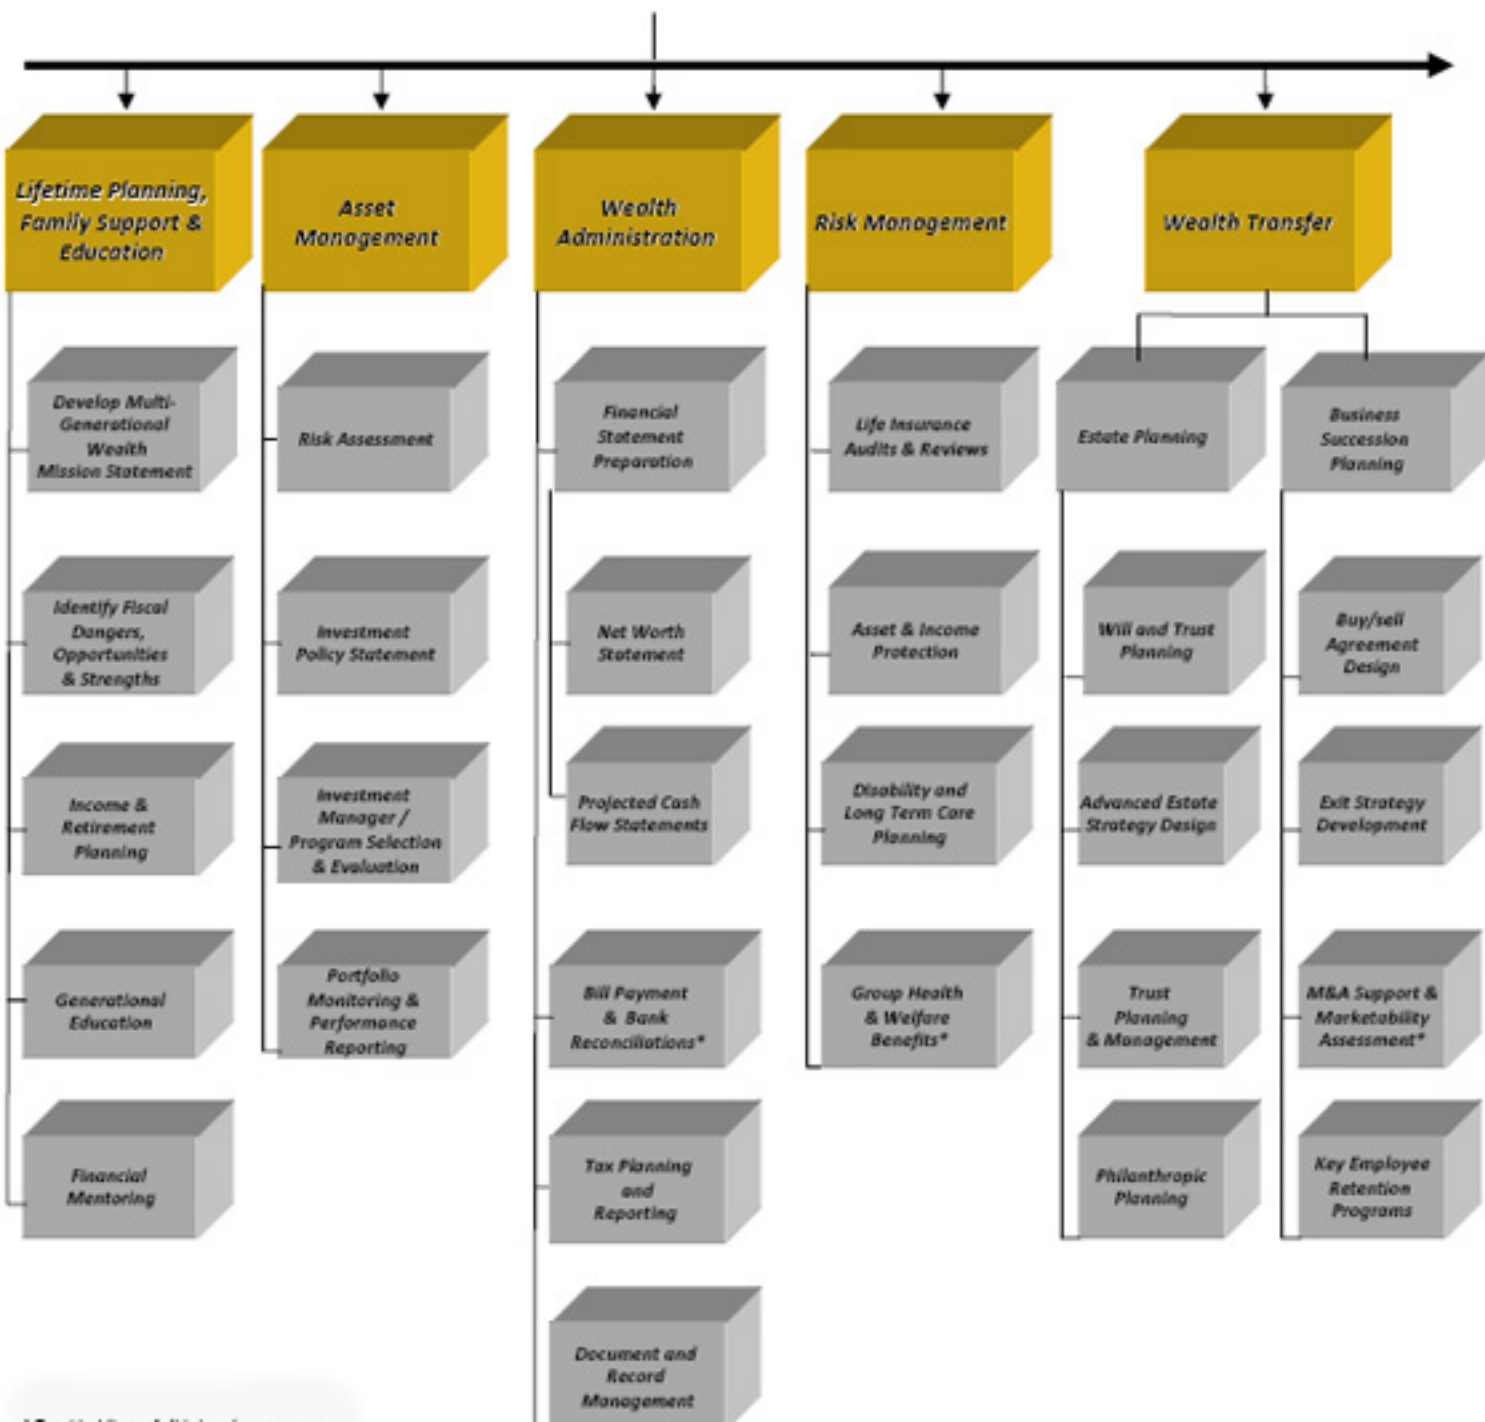 Lifetime Planning,
Family Support &
Education
Asset
Management
Wealth
Administration
Risk Management
Wealth Transfer
Develop Multi-
Generational
Wealth
Mission Statement
Risk Assessment
Financial
Statement
Preparation
Life Insurance
Audits & Reviews
Estate Planning
Business
Succession
Planning
Identify Fiscal
Dangers,
Opportunities
& Strengths
Investment
Policy Statement
Net Worth
Statement
Asset & Income
Protection
Will and Trust
Planning
Buy/sell
Agreement
Design
Income &
Retirement
Planning
Investment
Manager /
Program Selection
& Evaluation
Projected Cash
Flow Statements
Disability and
Long Term Care
Planning
Advanced Estate
Strategy Design
Exit Strategy
Development
Generational
Education
Portfolio
Monitoring &
Performance
Reporting
Bill Payment
& Bank
Reconciliations*
Group Health
& Welfare
Benefits*
Trust
Planning
& Management
M&A Support &
Marketability
Assessment*
Financial
Mentoring
Tax Planning
and
Reporting
Philanthropic
Planning
Key Employee
Retention
Programs
Document and
Record
Management